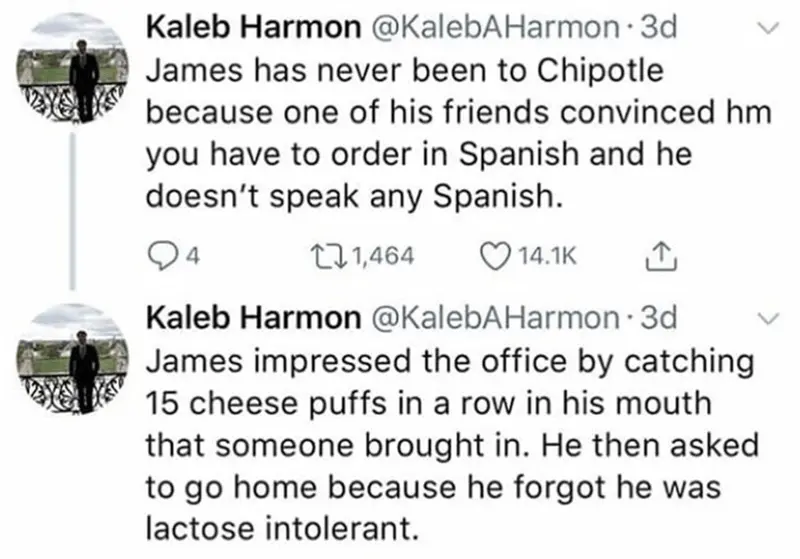 Kaleb Harmon @KalebAHarmon · 3d
James has never been to Chipotle
because one of his friends convinced hm
you have to order in Spanish and he
doesn't speak any Spanish.
4 1,464 14.1K
Kaleb Harmon @KalebAHarmon · 3d
James impressed the office by catching
15 cheese puffs in a row in his mouth
that someone brought in. He then asked
to go home because he forgot he was
lactose intolerant.